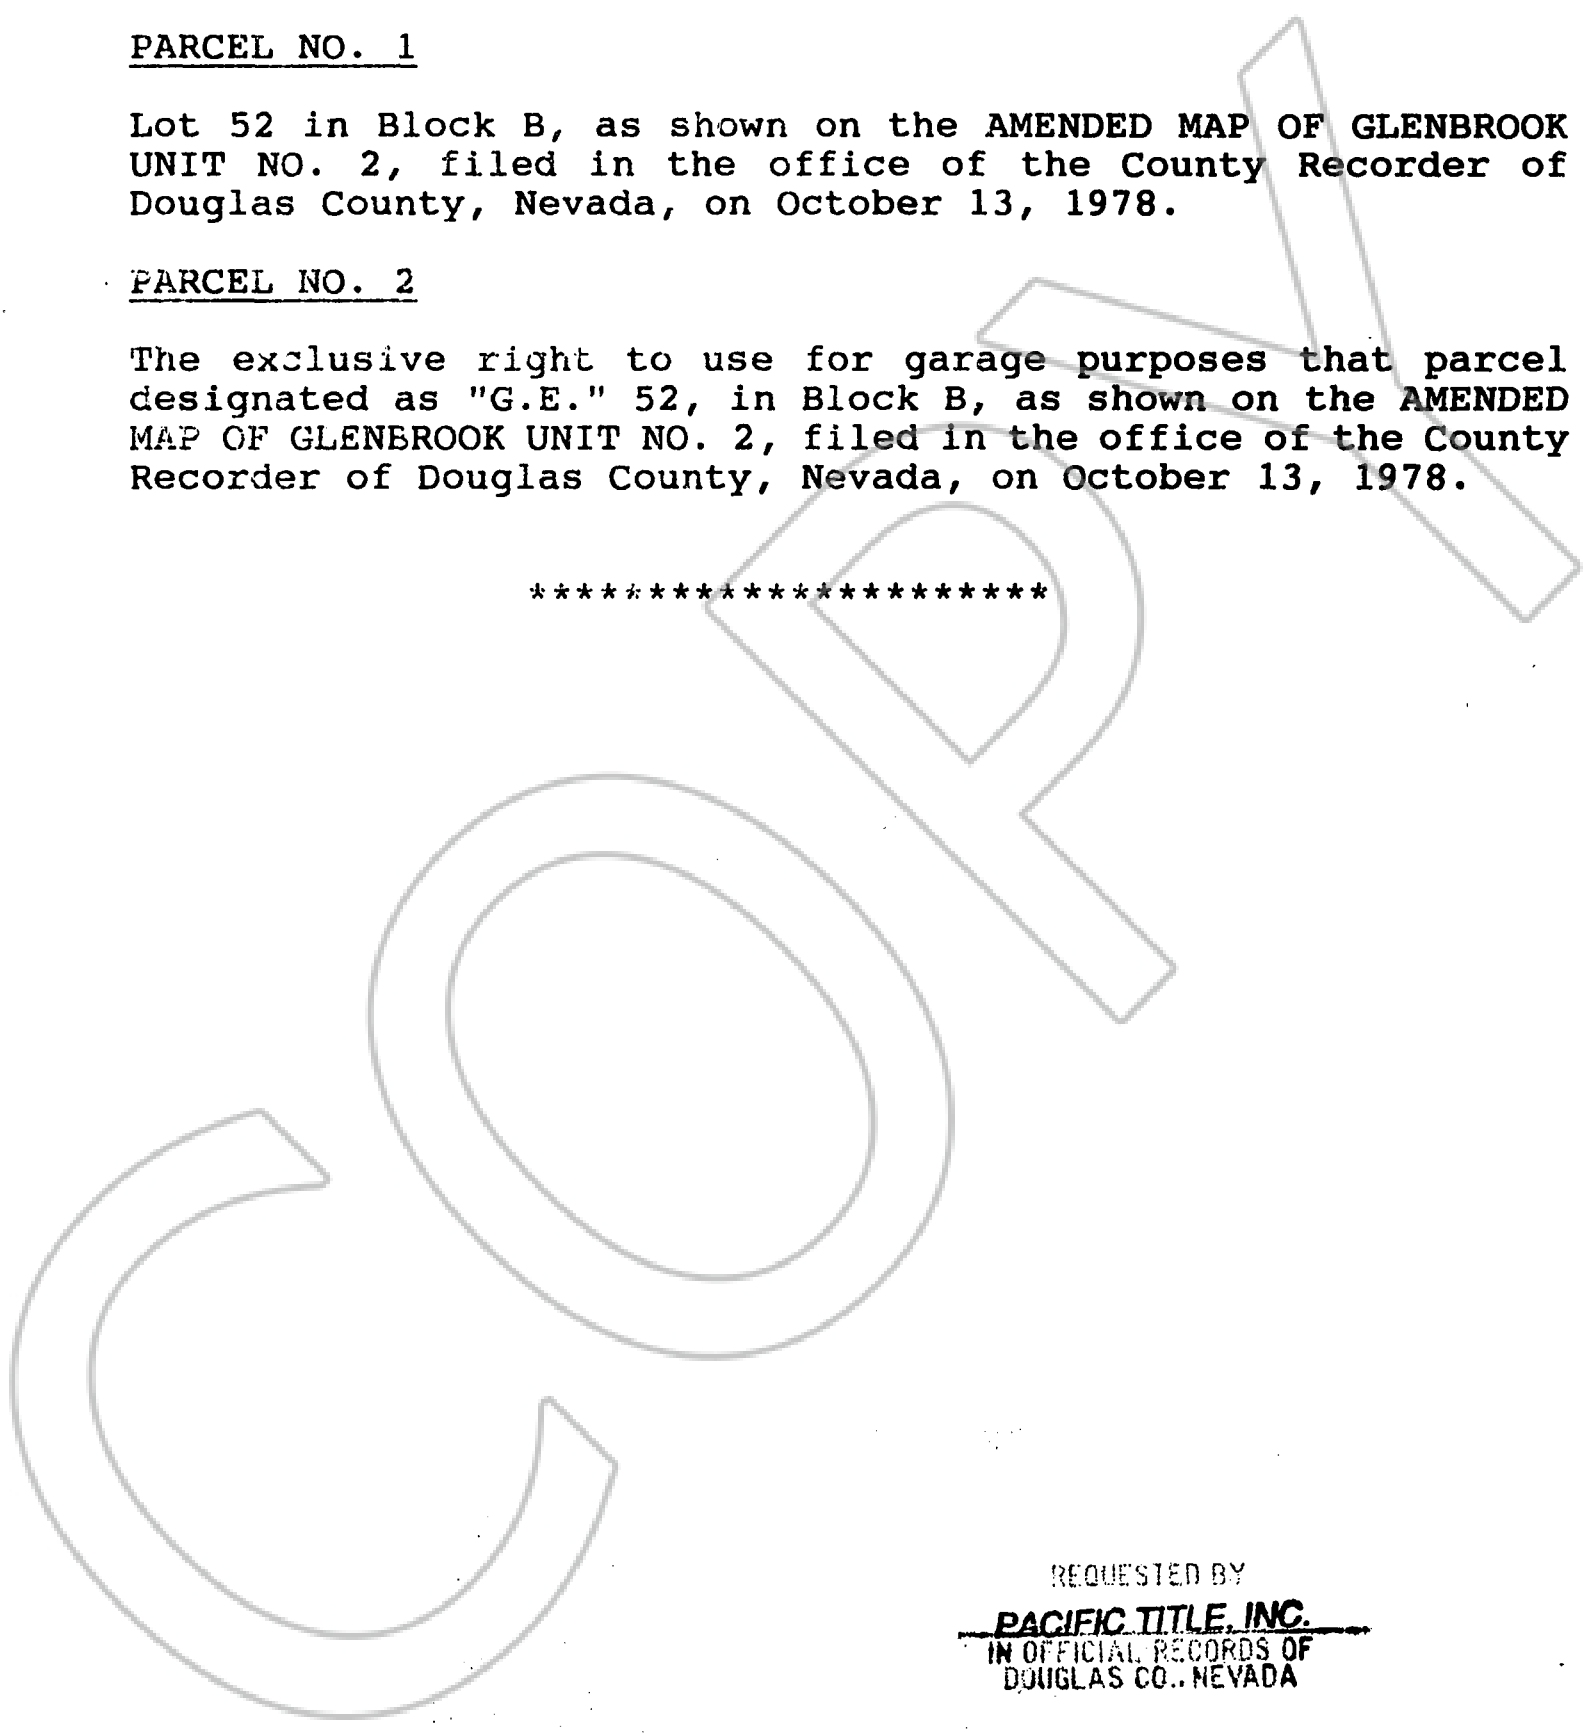 PARCEL NO. 1
Lot 52 in Block B, as shown on the AMENDED MAP OF GLENBROOK
UNIT NO. 2, filed in the office of the County Recorder of
Douglas County, Nevada, on October 13, 1978.
PARCEL NO. 2
The exclusive right to use for garage purposes that parcel
designated as "G.E." 52, in Block B, as shown on the AMENDED
MAP OF GLENBROOK UNIT NO. 2, filed in the office of the County
Recorder of Douglas County, Nevada, on October 13, 1978.
**********************
COPY
REQUESTED BY
PACIFIC TITLE, INC.
IN OFFICIAL RECORDS OF
DOUGLAS CO., NEVADA